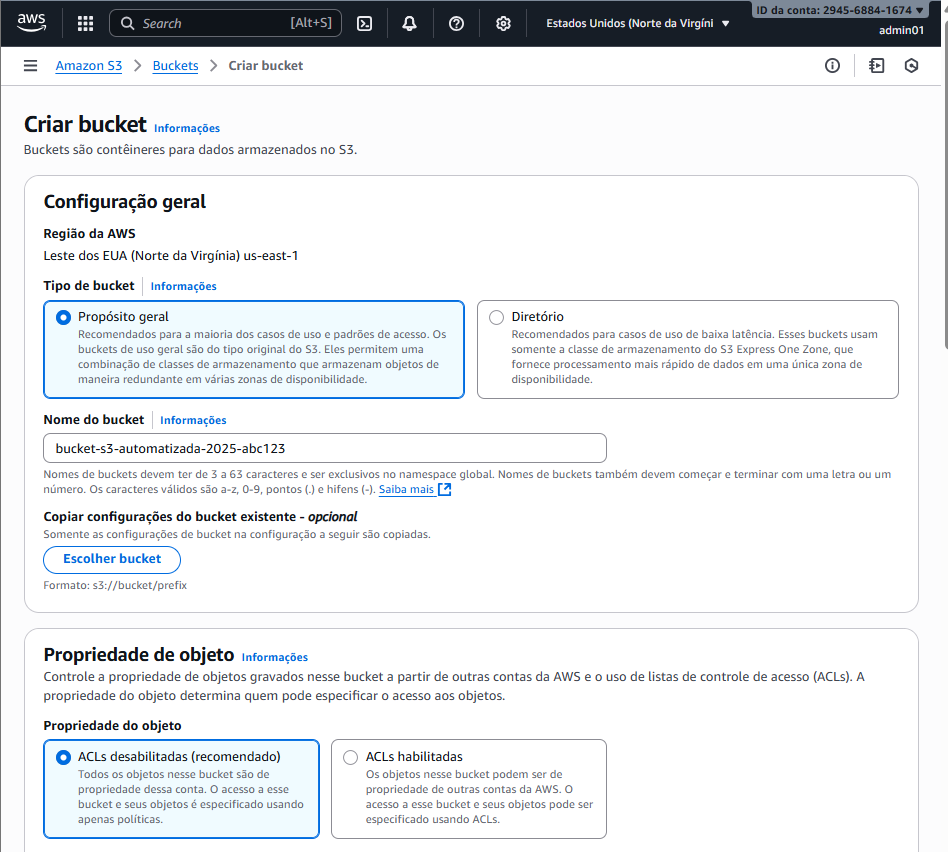 aws
Search
[Alt+S]
Estados Unidos (Norte da Virgíni
ID da conta: 2945-6884-1674
admin01
Amazon S3
Buckets
Criar bucket
Criar bucket
Informações
Buckets são contêineres para dados armazenados no S3.
Configuração geral
Região da AWS
Leste dos EUA (Norte da Virgínia) us-east-1
Tipo de bucket
Informações
Propósito geral
Recomendados para a maioria dos casos de uso e padrões de acesso. Os
buckets de uso geral são do tipo original do S3. Eles permitem uma
combinação de classes de armazenamento que armazenam objetos de
maneira redundante em várias zonas de disponibilidade.
Diretório
Recomendados para casos de uso de baixa latência. Esses buckets usam
somente a classe de armazenamento do S3 Express One Zone, que
fornece processamento mais rápido de dados em uma única zona de
disponibilidade.
Nome do bucket
Informações
bucket-s3-automatizada-2025-abc123
Nomes de buckets devem ter de 3 a 63 caracteres e ser exclusivos no namespace global. Nomes de buckets também devem começar e terminar com uma letra ou um
número. Os caracteres válidos são a-z, 0-9, pontos (.) e hifens (-). Saiba mais
Copiar configurações do bucket existente - opcional
Somente as configurações de bucket na configuração a seguir são copiadas.
Escolher bucket
Formato: s3://bucket/prefix
Propriedade de objeto
Informações
Controle a propriedade de objetos gravados nesse bucket a partir de outras contas da AWS e o uso de listas de controle de acesso (ACLs). A
propriedade do objeto determina quem pode especificar o acesso aos objetos.
Propriedade do objeto
ACLs desabilitadas (recomendado)
Todos os objetos nesse bucket são de
propriedade dessa conta. O acesso a esse
bucket e seus objetos é especificado usando
apenas políticas.
ACLs habilitadas
Os objetos nesse bucket podem ser de
propriedade de outras contas da AWS. O
acesso a esse bucket e seus objetos pode ser
especificado usando ACLs.